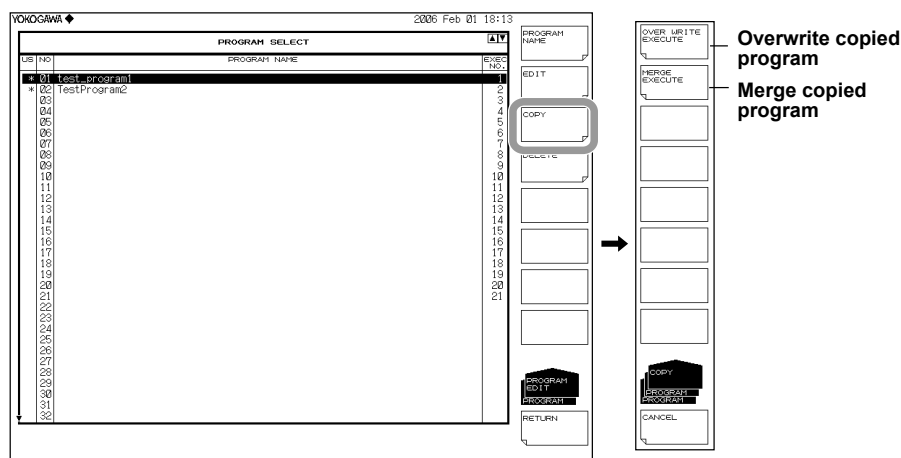 YOKOGAWA ◆ 2006 Feb 01 18:13
PROGRAM SELECT ▲▼
US NO PROGRAM NAME EXEC NO.
* 01 test_program1 1
* 02 TestProgram2 2
03 3
04 4
05 5
06 6
07 7
08 8
09 9
10 10
11 11
12 12
13 13
14 14
15 15
16 16
17 17
18 18
19 19
20 20
21 21
22
23
24
25
26
27
28
29
30
31
32
PROGRAM
NAME
EDIT
COPY
DELETE
PROGRAM
EDIT
PROGRAM
RETURN
OVER WRITE
EXECUTE
MERGE
EXECUTE
COPY
PROGRAM
PROGRAM
CANCEL
Overwrite copied
program
Merge copied
program